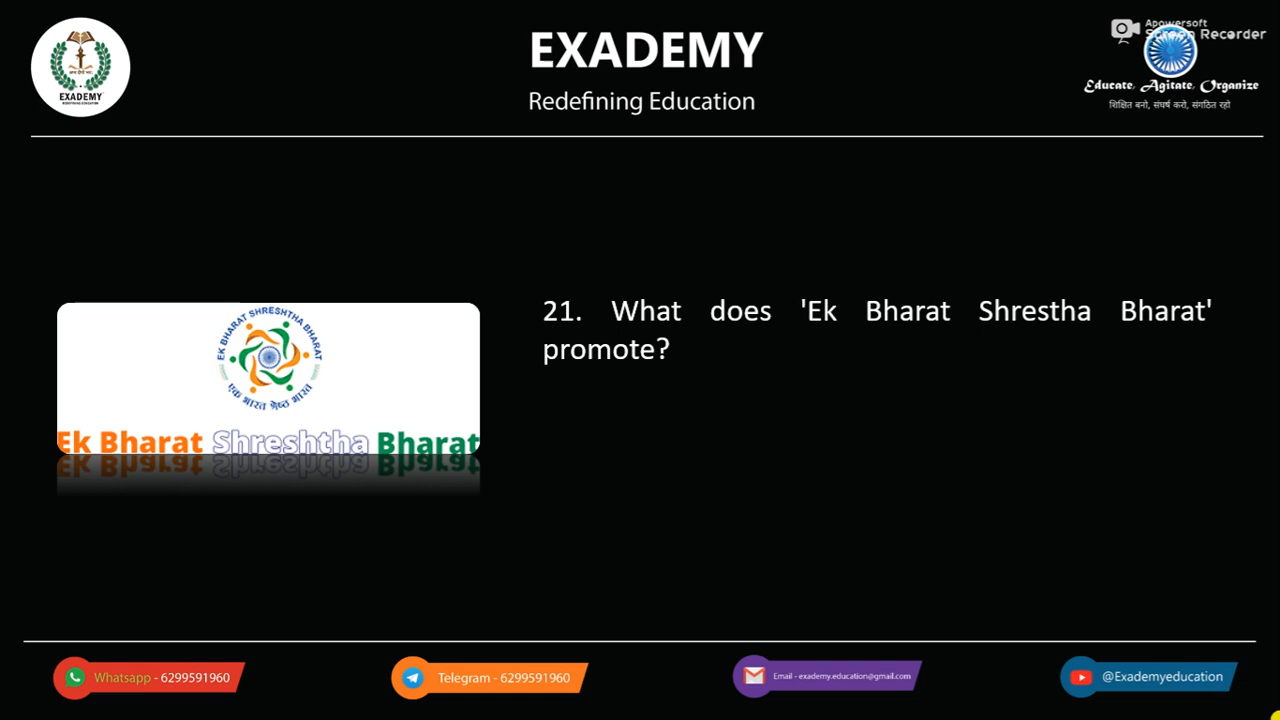 EXADEMY
Redefining Education
EXADEMY
REDEFINING EDUCATION
Apowersoft
Screen Recorder
Educate, Agitate, Organize
शिक्षित बनो, संघर्ष करो, संगठित रहो
EK BHARAT SHRESHTHA BHARAT
एक भारत श्रेष्ठ भारत
Ek Bharat Shreshtha Bharat
21. What does 'Ek Bharat Shrestha Bharat'
promote?
Whatsapp - 6299591960
Telegram - 6299591960
Email - exademy.education@gmail.com
@Exademyeducation